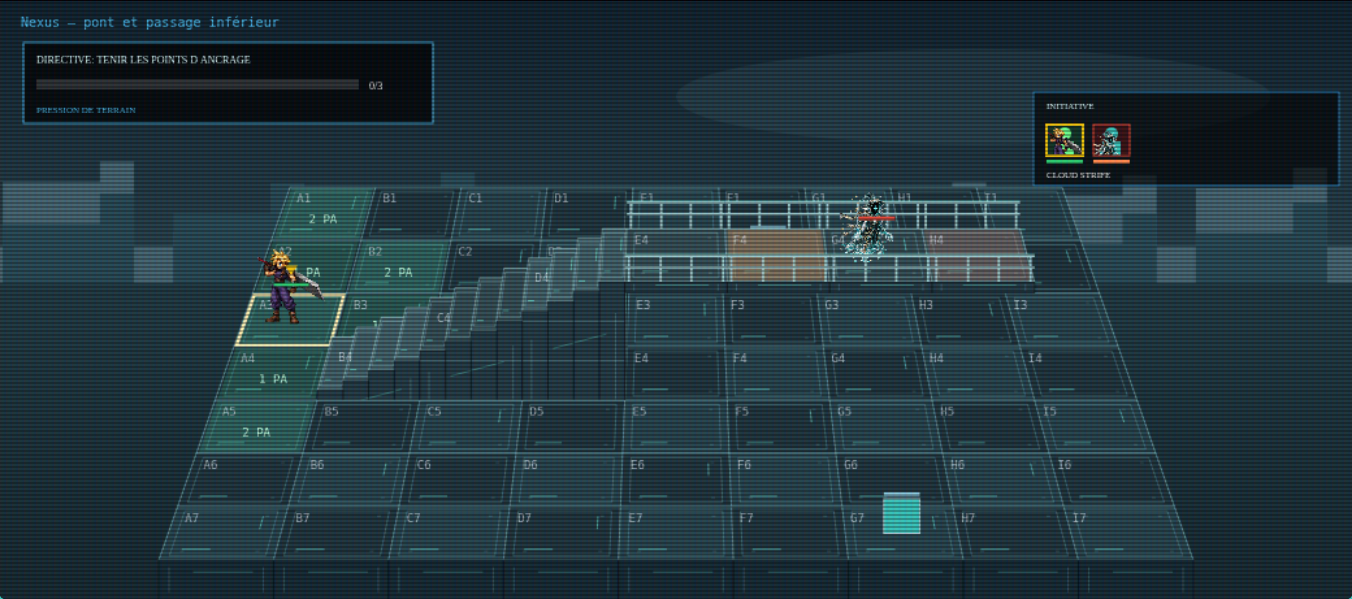 Nexus — pont et passage inférieur
DIRECTIVE: TENIR LES POINTS D ANCRAGE
0/3
PRESSION DE TERRAIN
INITIATIVE
CLOUD STRIFE
A1 B1 C1 D1 E1 F1 G1 H1 I1
2 PA
A2 B2 C2 E4 F4 H4
PA 2 PA
D4
A3 B3 E3 F3 G3 H3 I3
C4
A4 B4 E4 F4 G4 H4 I4
1 PA
A5 B5 C5 D5 E5 F5 G5 H5 I5
2 PA
A6 B6 C6 D6 E6 F6 G6 H6 I6
A7 B7 C7 D7 E7 F7 G7 H7 I7